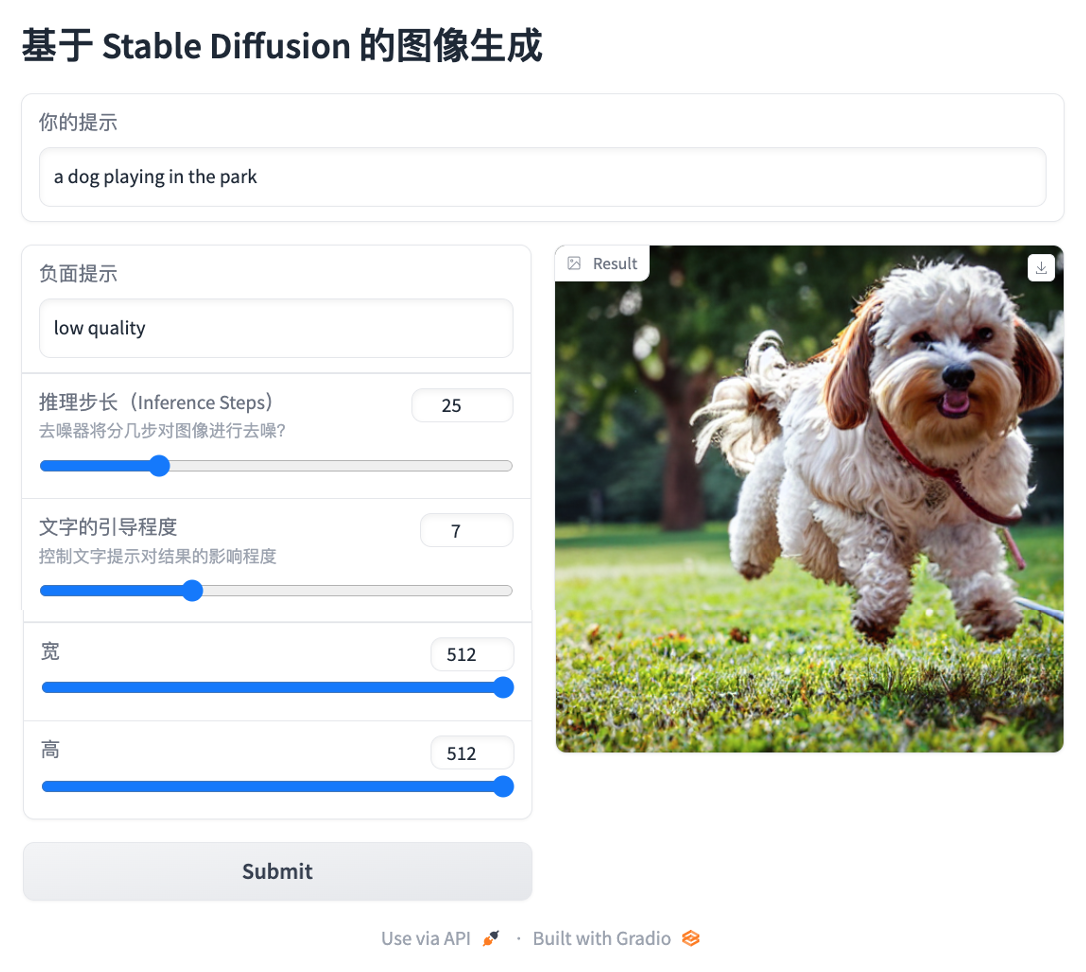 基于 Stable Diffusion 的图像生成
你的提示
a dog playing in the park
负面提示
low quality
推理步长（Inference Steps）
25
去噪器将分几步对图像进行去噪?
文字的引导程度
7
控制文字提示对结果的影响程度
宽
512
高
512
Submit
Result
Use via API · Built with Gradio